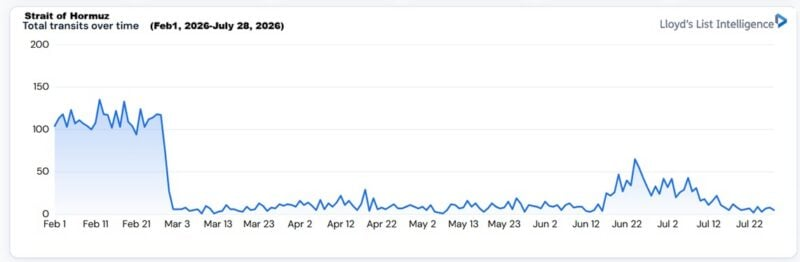 Strait of Hormuz
Total transits over time (Feb1, 2026-July 28, 2026)
Lloyd's List Intelligence
200
150
100
50
0
Feb 1 Feb 11 Feb 21 Mar 3 Mar 13 Mar 23 Apr 2 Apr 12 Apr 22 May 2 May 13 May 23 Jun 2 Jun 12 Jun 22 Jul 2 Jul 12 Jul 22